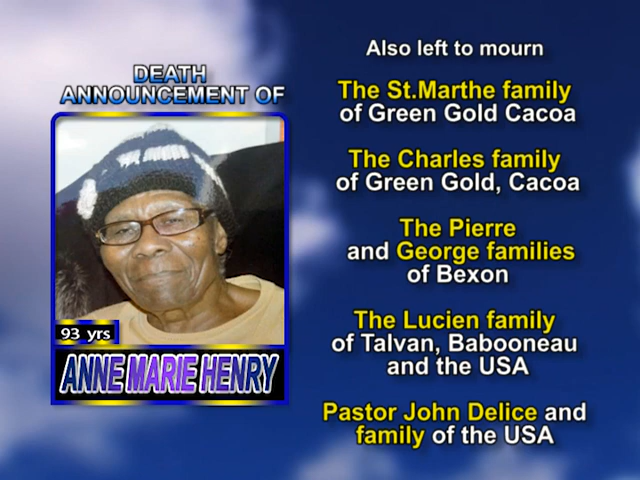 DEATH
ANNOUNCEMENT OF
93 yrs
ANNE MARIE HENRY
Also left to mourn
The St.Marthe family
of Green Gold Cacoa
The Charles family
of Green Gold, Cacoa
The Pierre
and George families
of Bexon
The Lucien family
of Talvan, Babooneau
and the USA
Pastor John Delice and
family of the USA